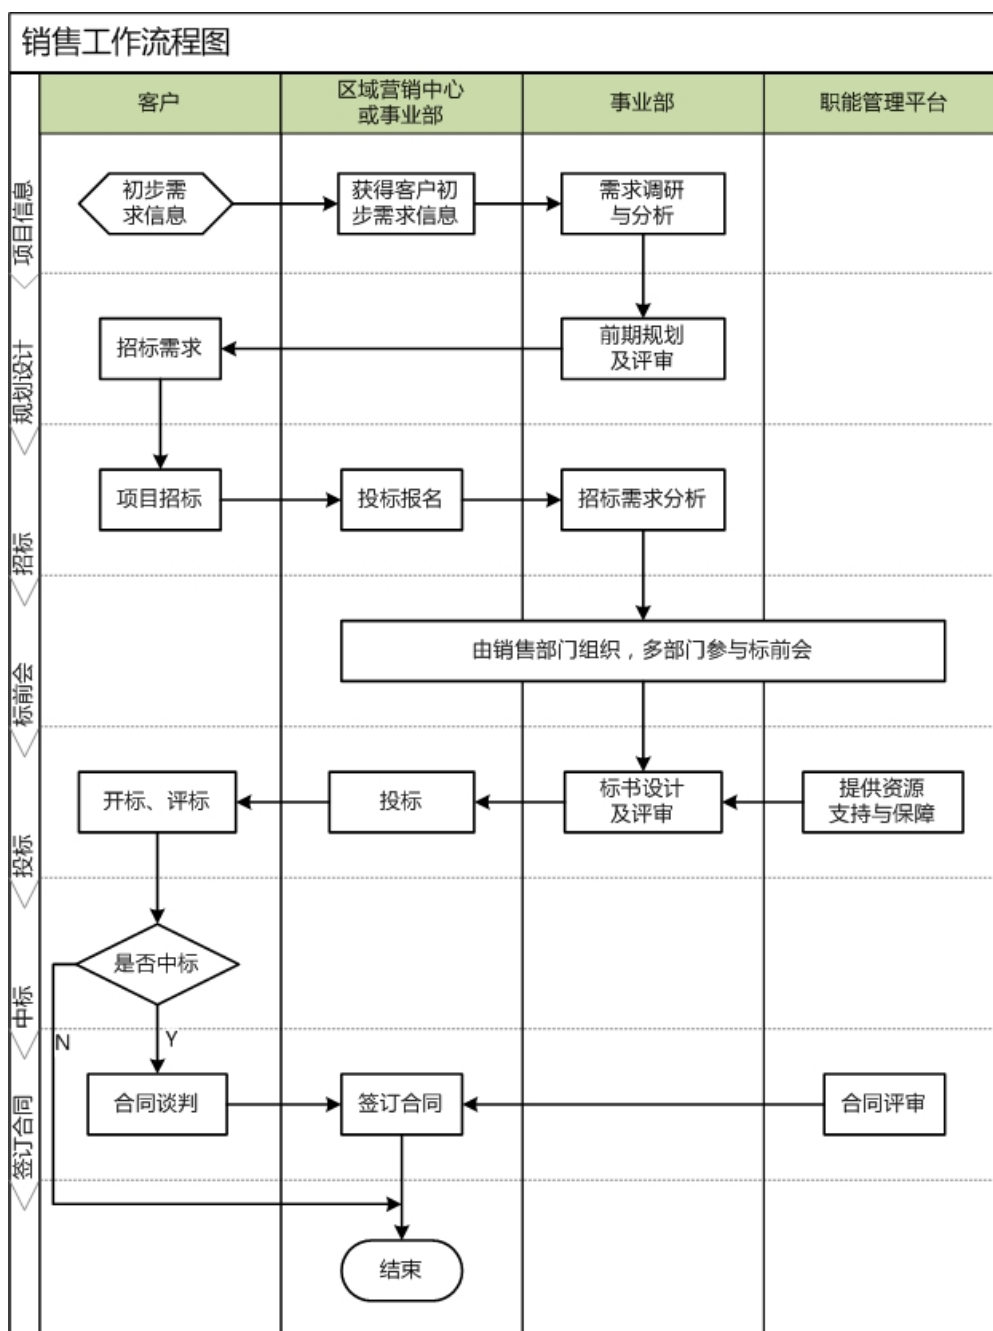 销售工作流程图
客户
区域营销中心
或事业部
事业部
职能管理平台
项目信息
初步需
求信息
获得客户初
步需求信息
需求调研
与分析
规划设计
招标需求
前期规划
及评审
招标
项目招标
投标报名
招标需求分析
标前会
由销售部门组织，多部门参与标前会
投标
开标、评标
投标
标书设计
及评审
提供资源
支持与保障
中标
是否中标
N
Y
签订合同
合同谈判
签订合同
合同评审
结束